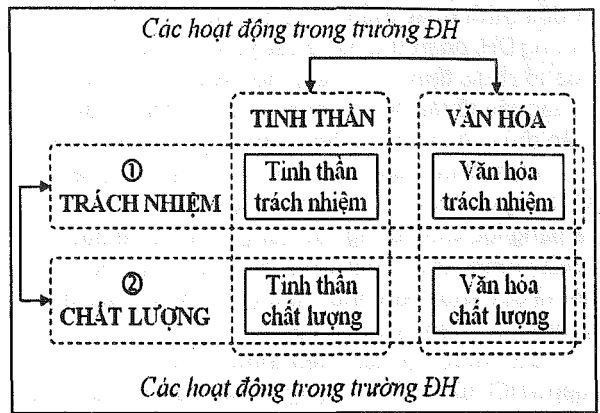 Các hoạt động trong trường ĐH
TINH THẦN
VĂN HÓA
①
TRÁCH NHIỆM
Tinh thần
trách nhiệm
Văn hóa
trách nhiệm
②
CHẤT LƯỢNG
Tinh thần
chất lượng
Văn hóa
chất lượng
Các hoạt động trong trường ĐH